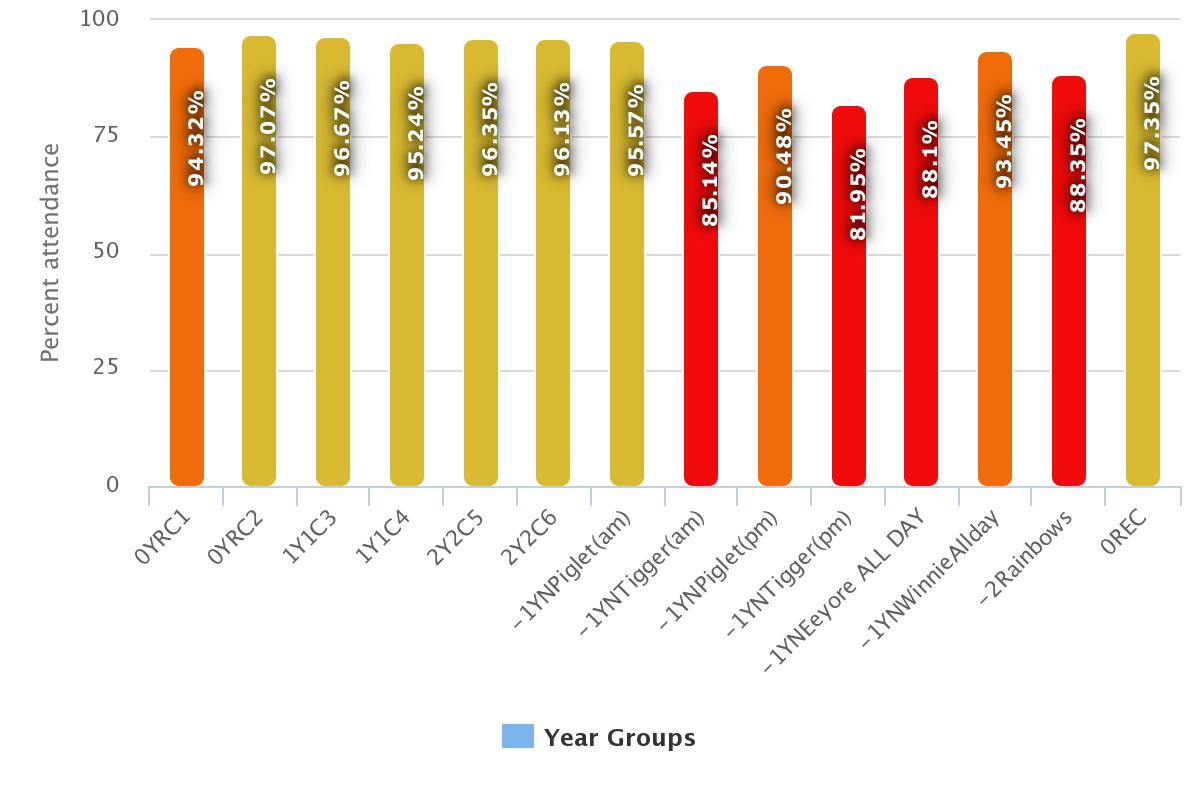 100
75
50
25
0
Percent attendance
94.32%
97.07%
96.67%
95.24%
96.35%
96.13%
95.57%
85.14%
90.48%
81.95%
88.1%
93.45%
88.35%
97.35%
0YRC1
0YRC2
1Y1C3
1Y1C4
2Y2C5
2Y2C6
-1YNPiglet(am)
-1YNTigger(am)
-1YNPiglet(pm)
-1YNTigger(pm)
-1YNEeyore ALL DAY
-1YNWinnieAllday
-2Rainbows
0REC
Year Groups